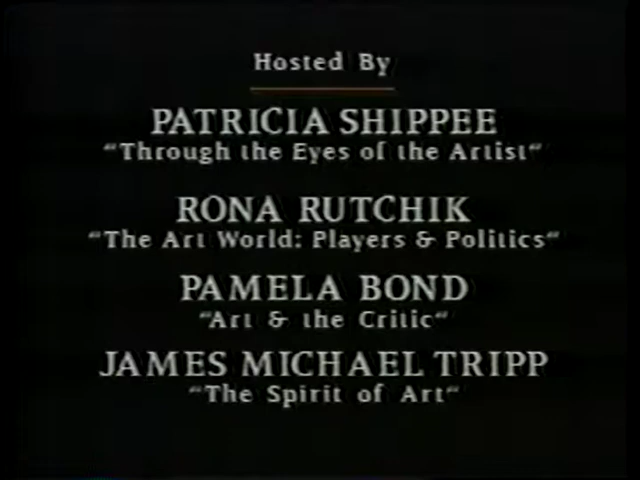 Hosted By
PATRICIA SHIPPEE
"Through the Eyes of the Artist"
RONA RUTCHIK
"The Art World: Players & Politics"
PAMELA BOND
"Art & the Critic"
JAMES MICHAEL TRIPP
"The Spirit of Art"